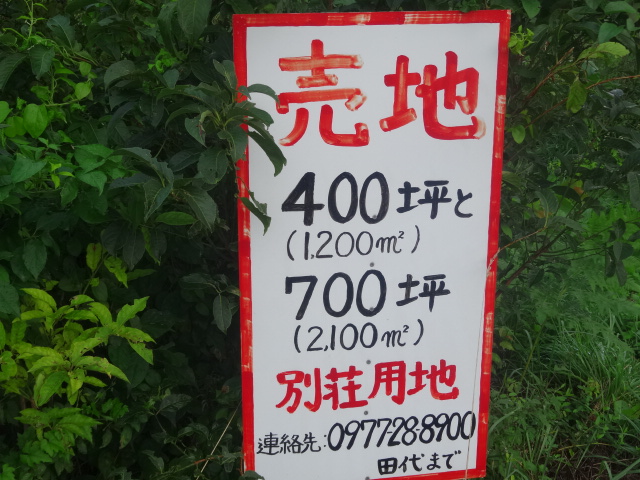 売地
400坪と
(1,200㎡)
700坪
(2,100㎡)
別荘用地
連絡先:0977-28-8900
田代まで